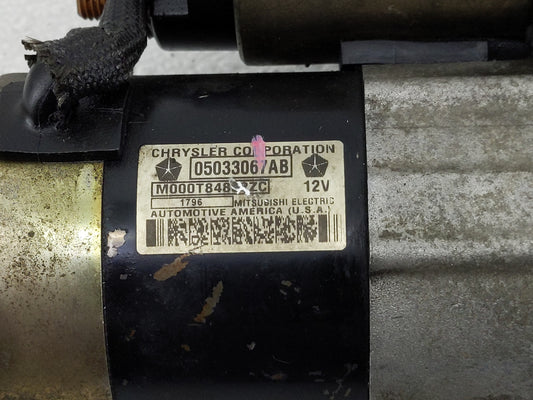 CHRYSLER CORPORATION
05033067AB
12V
1796 MITSUBISHI ELECTRIC
AUTOMOTIVE AMERICA (U.S.A.)